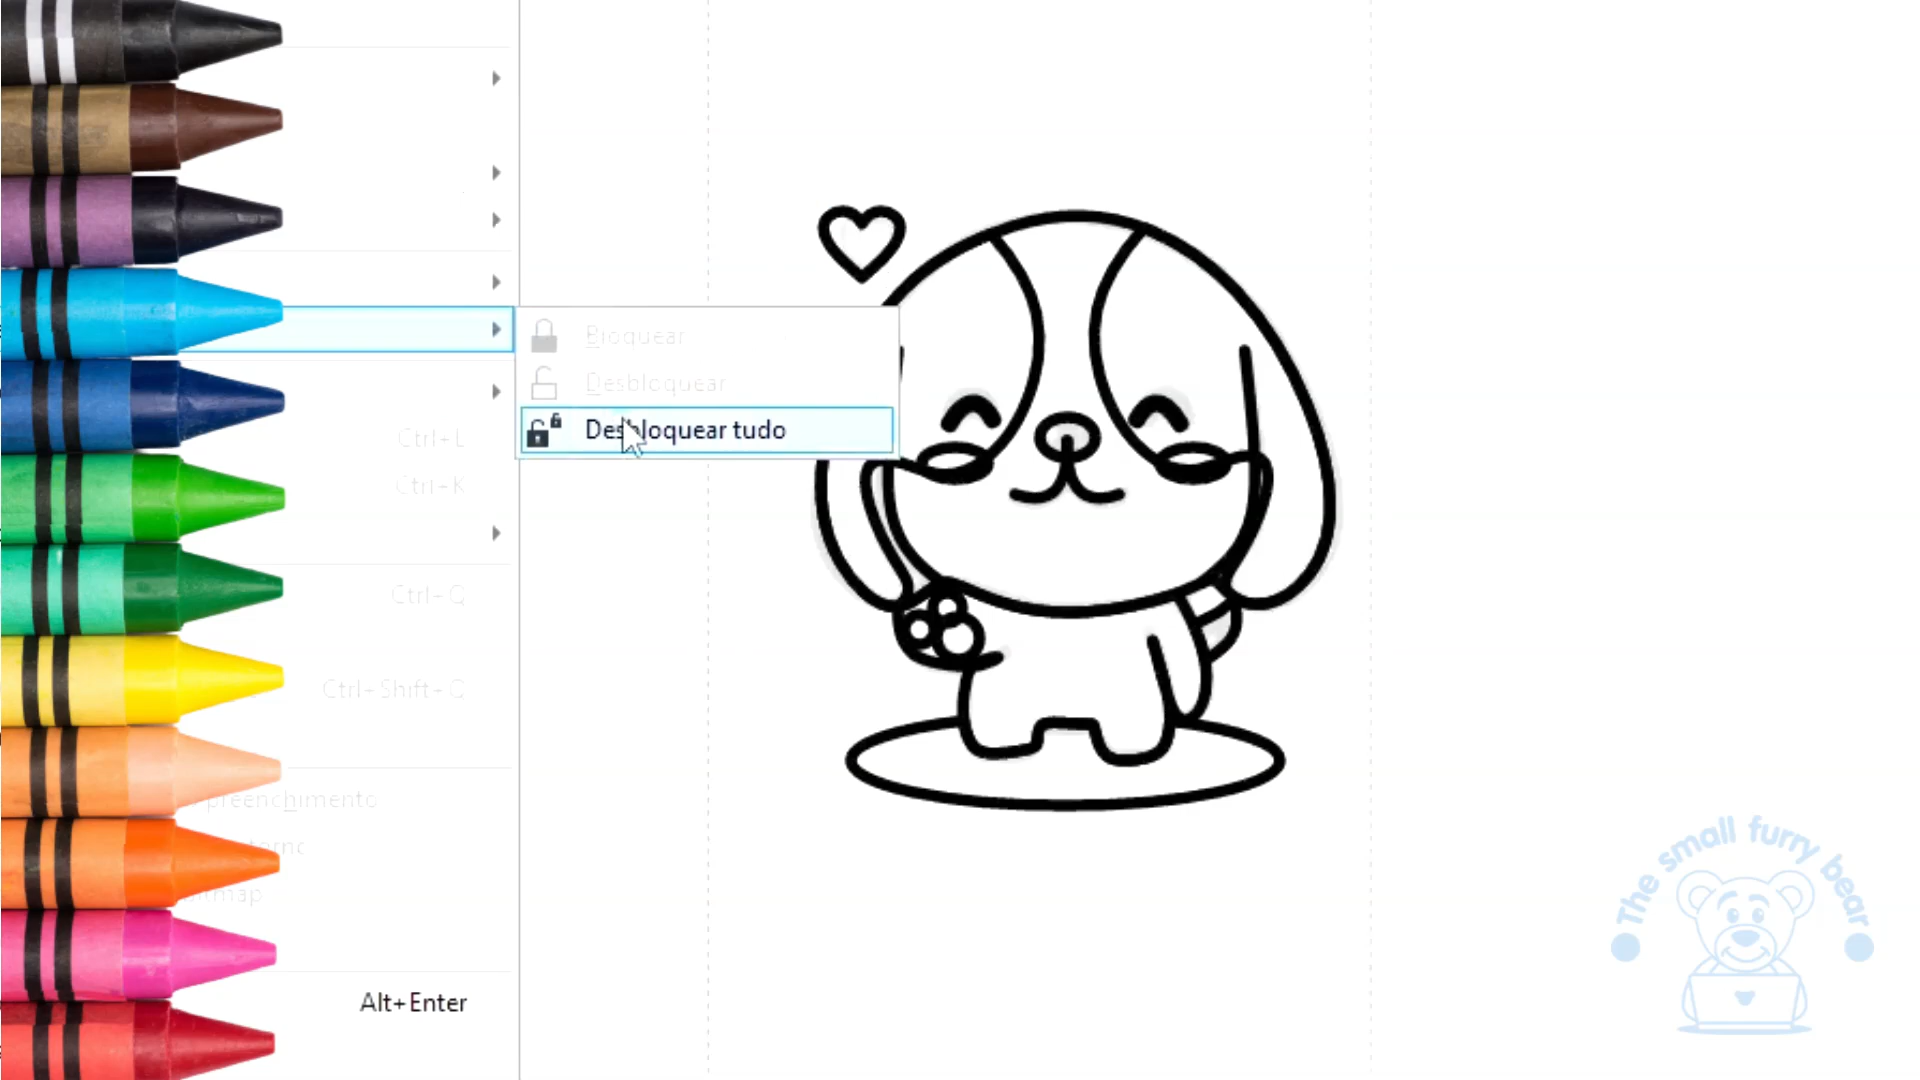 Bloquear
Desbloquear
Desbloquear tudo
Ctrl+L
Ctrl+K
Ctrl+Q
Ctrl+Shift+Q
preenchimento
Alt+Enter
The small furry bear